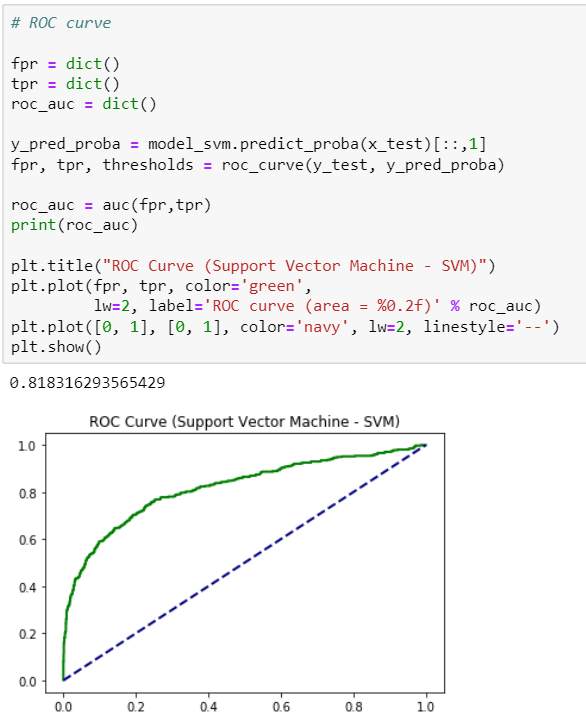 # ROC curve
fpr = dict()
tpr = dict()
roc_auc = dict()
y_pred_proba = model_svm.predict_proba(x_test)[::,1]
fpr, tpr, thresholds = roc_curve(y_test, y_pred_proba)
roc_auc = auc(fpr,tpr)
print(roc_auc)
plt.title("ROC Curve (Support Vector Machine - SVM)")
plt.plot(fpr, tpr, color='green',
         lw=2, label='ROC curve (area = %0.2f)' % roc_auc)
plt.plot([0, 1], [0, 1], color='navy', lw=2, linestyle='--')
plt.show()
0.818316293565429
ROC Curve (Support Vector Machine - SVM)
1.0
0.8
0.6
0.4
0.2
0.0
0.0 0.2 0.4 0.6 0.8 1.0